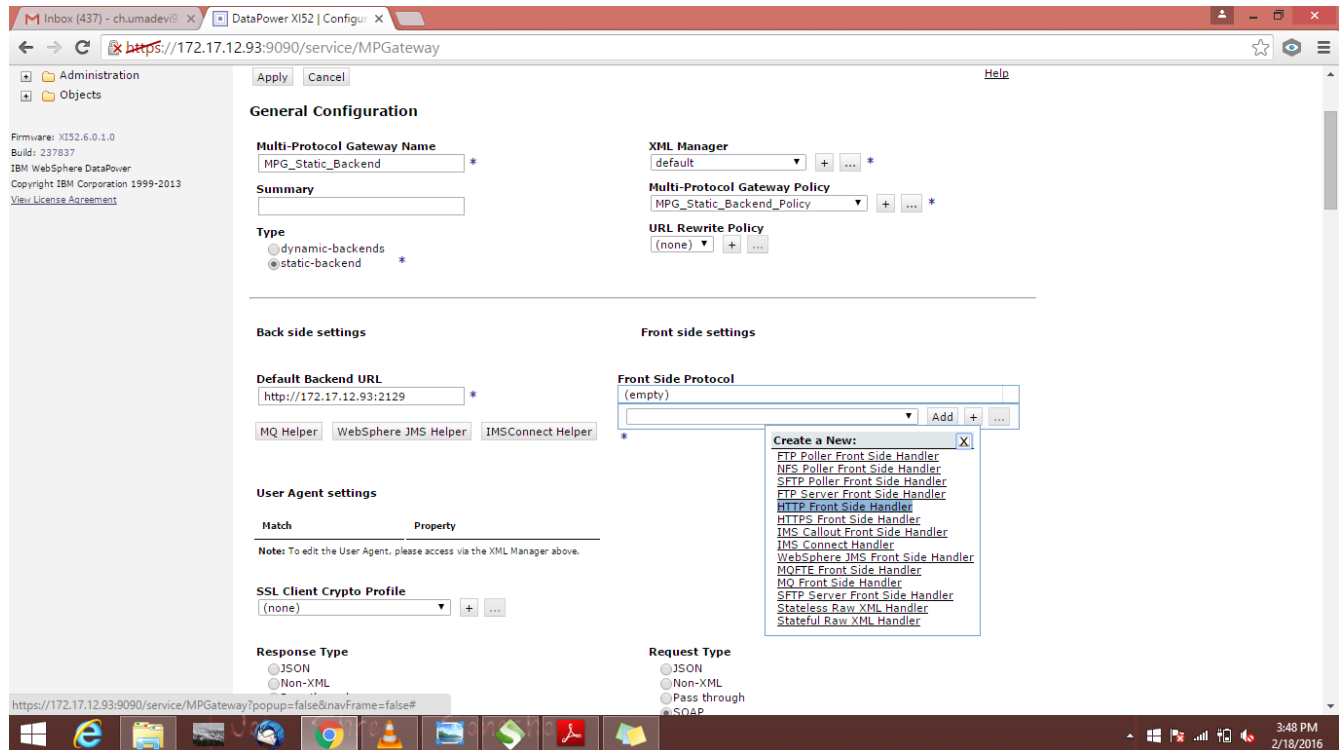 Inbox (437) - ch.umadevi9
DataPower XI52 | Configur
https://172.17.12.93:9090/service/MPGateway
Administration
Objects
Firmware: XI52.6.0.1.0
Build: 237837
IBM WebSphere DataPower
Copyright IBM Corporation 1999-2013
View License Agreement
Apply Cancel
Help
General Configuration
Multi-Protocol Gateway Name
MPG_Static_Backend *
Summary
Type
dynamic-backends
static-backend *
XML Manager
default + ... *
Multi-Protocol Gateway Policy
MPG_Static_Backend_Policy + ... *
URL Rewrite Policy
(none) + ...
Back side settings
Front side settings
Default Backend URL
http://172.17.12.93:2129 *
MQ Helper WebSphere JMS Helper IMSConnect Helper
Front Side Protocol
(empty)
Add + ...
*
Create a New: X
FTP Poller Front Side Handler
NFS Poller Front Side Handler
SFTP Poller Front Side Handler
FTP Server Front Side Handler
HTTP Front Side Handler
HTTPS Front Side Handler
IMS Callout Front Side Handler
IMS Connect Handler
WebSphere JMS Front Side Handler
MQFTE Front Side Handler
MQ Front Side Handler
SFTP Server Front Side Handler
Stateless Raw XML Handler
Stateful Raw XML Handler
User Agent settings
Match Property
Note: To edit the User Agent, please access via the XML Manager above.
SSL Client Crypto Profile
(none) + ...
Response Type
JSON
Non-XML
Request Type
JSON
Non-XML
Pass through
SOAP
https://172.17.12.93:9090/service/MPGateway?popup=false&navFrame=false#
3:48 PM
2/18/2016